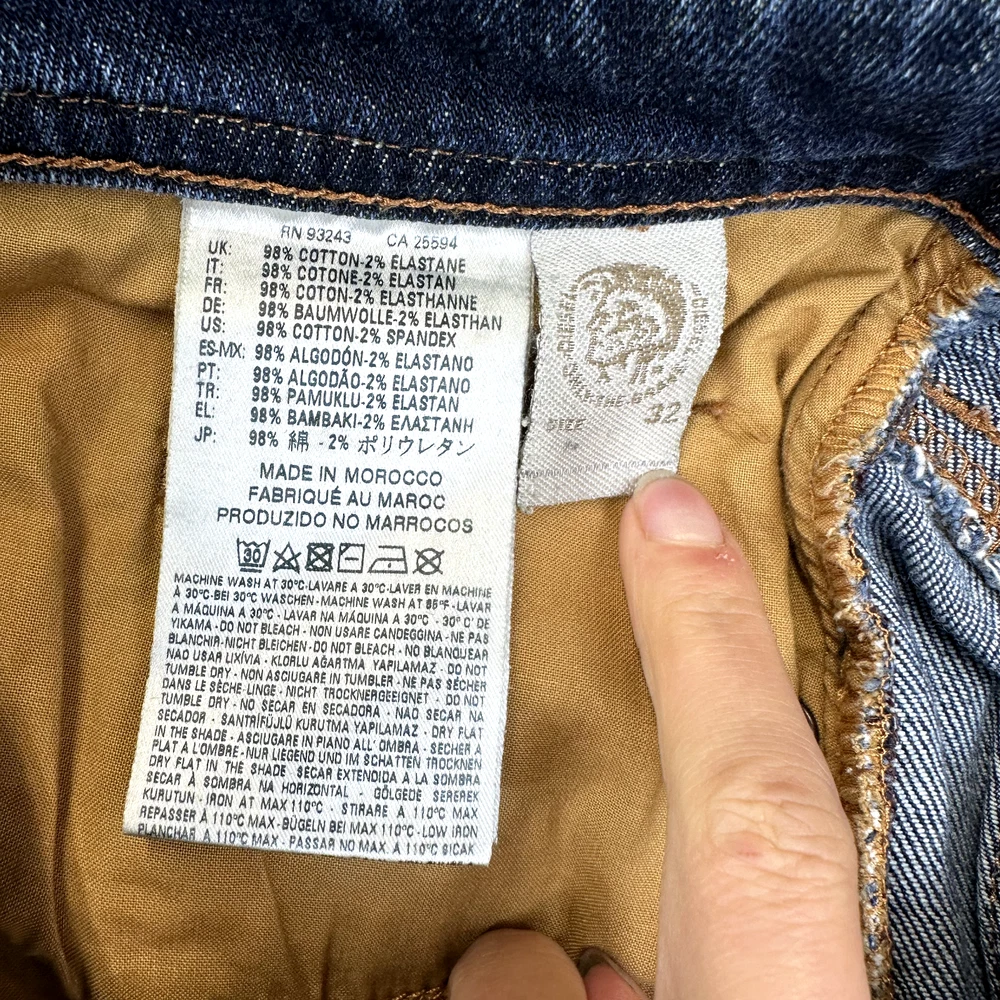 RN 93243 CA 25594
UK: 98% COTTON-2% ELASTANE
IT: 98% COTONE-2% ELASTAN
FR: 98% COTON-2% ELASTHANNE
DE: 98% BAUMWOLLE-2% ELASTHAN
US: 98% COTTON-2% SPANDEX
ES-MX: 98% ALGODÓN-2% ELASTANO
PT: 98% ALGODÃO-2% ELASTANO
TR: 98% PAMUKLU-2% ELASTAN
EL: 98% BAMBAKI-2% ΕΛΑΣΤΑΝΗ
JP: 98% 綿 -2% ポリウレタン
MADE IN MOROCCO
FABRIQUÉ AU MAROC
PRODUZIDO NO MARROCOS
30
MACHINE WASH AT 30°C-LAVARE A 30°C-LAVER EN MACHINE
À 30°C-BEI 30°C WASCHEN-MACHINE WASH AT 85°F-LAVAR
A MÁQUINA A 30°C - LAVAR NA MÁQUINA A 30°C - 30° C' DE
YIKAMA-DO NOT BLEACH - NON USARE CANDEGGINA - NE PAS
BLANCHIR-NICHT BLEICHEN-DO NOT BLEACH - NO BLANQUEAR
NÃO USAR LIXÍVIA - KLORLU AĞARTMA YAPILAMAZ - DO NOT
TUMBLE DRY - NON ASCIUGARE IN TUMBLER - NE PAS SÉCHER
DANS LE SÈCHE-LINGE - NICHT TROCKNERGEEIGNET - DO NOT
TUMBLE DRY - NO SECAR EN SECADORA - NÃO SECAR NA
SECADOR - SANTRİFÜJLÜ KURUTMA YAPILAMAZ - DRY FLAT
IN THE SHADE - ASCIUGARE IN PIANO ALL' OMBRA - SÉCHER À
PLAT À L'OMBRE-NUR LIEGEND UND IM SCHATTEN TROCKNEN
DRY FLAT IN THE SHADE SECAR EXTENDIDA A LA SOMBRA
SECAR À SOMBRA NA HORIZONTAL - GÖLGEDE SEREREK
KURUTUN - IRON AT MAX 110°C - STIRARE A 110°C MAX
REPASSER À 110°C MAX-BÜGELN BEI MAX 110°C - LOW IRON
PLANCHAR A 110°C MAX - PASSAR NO MAX A 110°C SICAK
DIESEL
SIZE 32